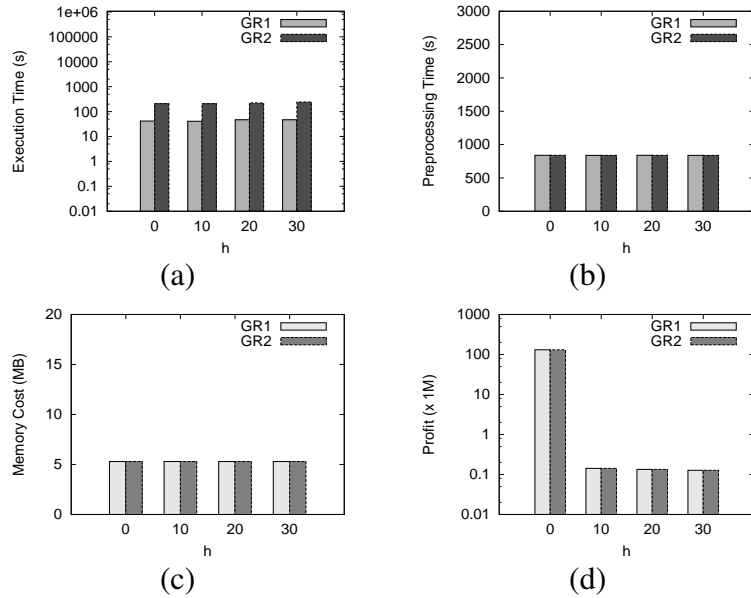 Execution Time (s)
1e+06
100000
10000
1000
100
10
1
0.1
0.01
GR1
GR2
0 10 20 30
h
(a)
Preprocessing Time (s)
3000
2500
2000
1500
1000
500
0
GR1
GR2
0 10 20 30
h
(b)
Memory Cost (MB)
20
15
10
5
0
GR1
GR2
0 10 20 30
h
(c)
Profit (x 1M)
1000
100
10
1
0.1
0.01
GR1
GR2
0 10 20 30
h
(d)